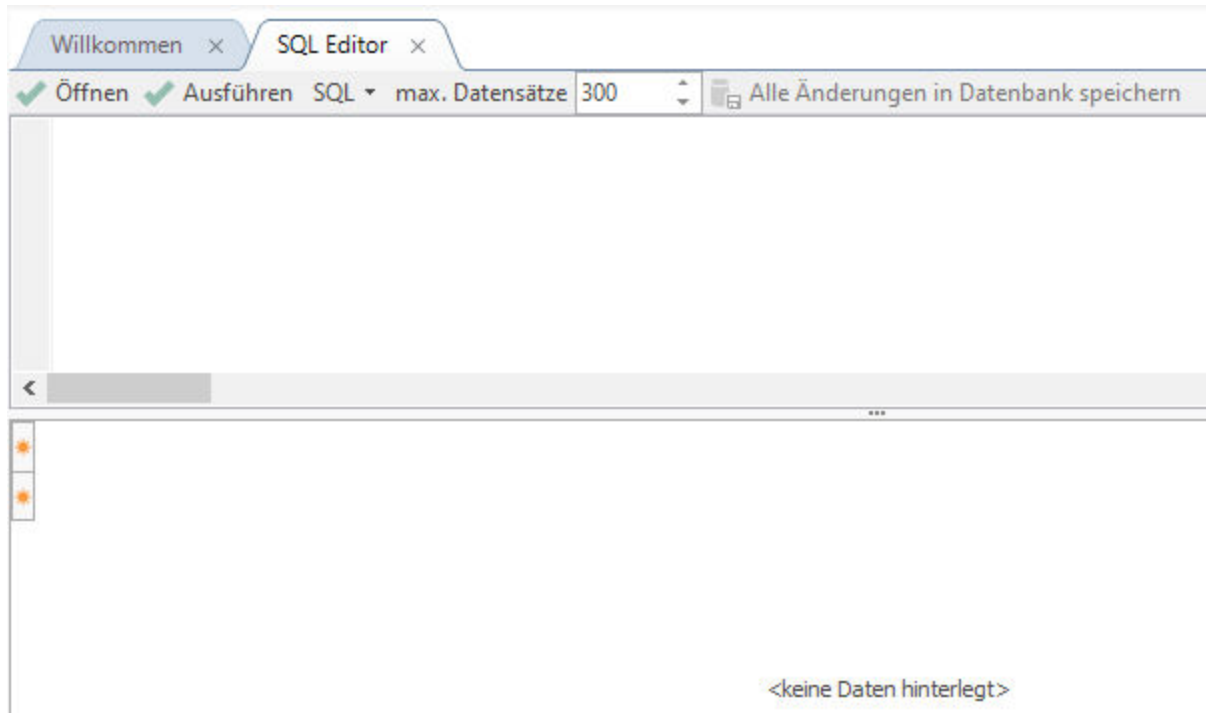 Willkommen
SQL Editor
Öffnen Ausführen SQL max. Datensätze 300 Alle Änderungen in Datenbank speichern
<keine Daten hinterlegt>